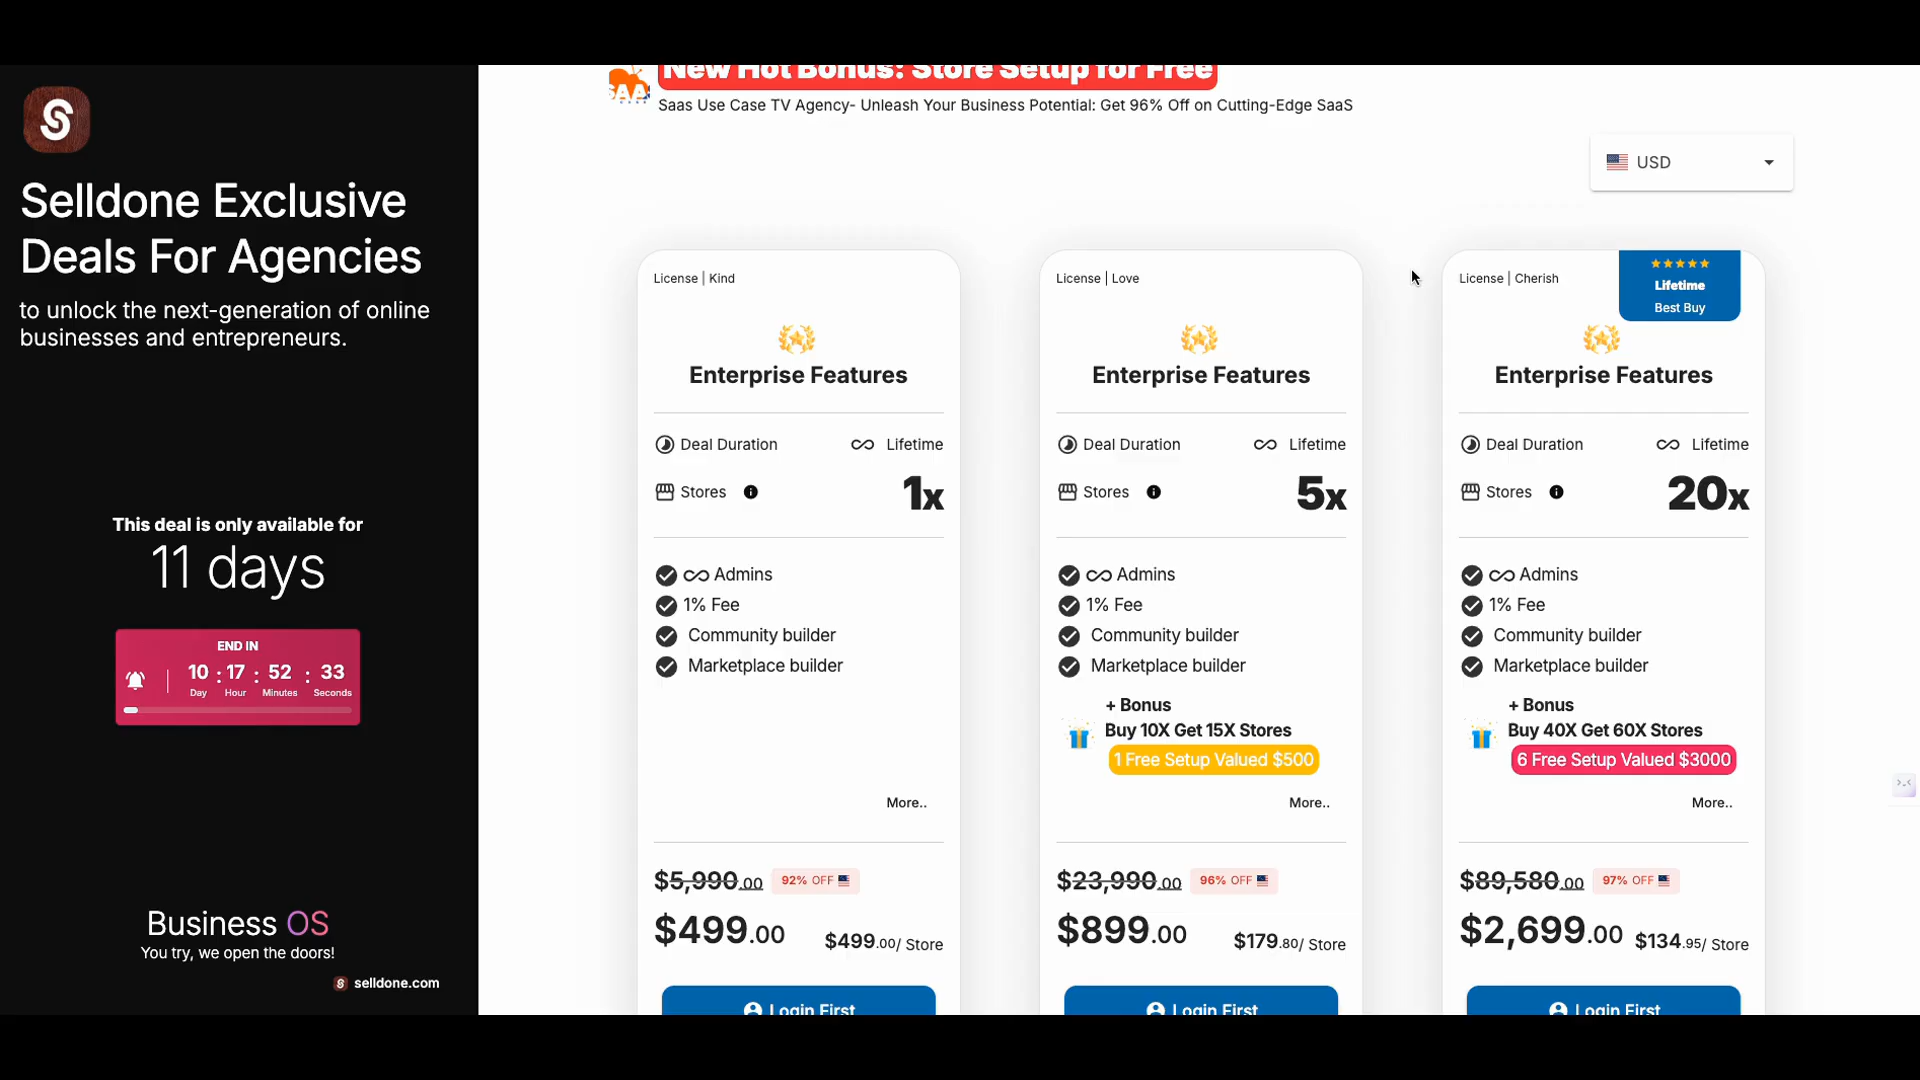 Selldone Exclusive
Deals For Agencies
to unlock the next-generation of online
businesses and entrepreneurs.
This deal is only available for
11 days
END IN
10 : 17 : 52 : 33
Day Hour Minutes Seconds
Business OS
You try, we open the doors!
selldone.com
New Hot Bonus: Store Setup for Free
Saas Use Case TV Agency- Unleash Your Business Potential: Get 96% Off on Cutting-Edge SaaS
USD
License | Kind
Enterprise Features
Deal Duration Lifetime
Stores 1x
∞ Admins
1% Fee
Community builder
Marketplace builder
More..
$5,990.00 92% OFF
$499.00 $499.00/ Store
Login First
License | Love
Enterprise Features
Deal Duration Lifetime
Stores 5x
∞ Admins
1% Fee
Community builder
Marketplace builder
+ Bonus
Buy 10X Get 15X Stores
1 Free Setup Valued $500
More..
$23,990.00 96% OFF
$899.00 $179.80/ Store
Login First
License | Cherish
Lifetime
Best Buy
Enterprise Features
Deal Duration Lifetime
Stores 20x
∞ Admins
1% Fee
Community builder
Marketplace builder
+ Bonus
Buy 40X Get 60X Stores
6 Free Setup Valued $3000
More..
$89,580.00 97% OFF
$2,699.00 $134.95/ Store
Login First